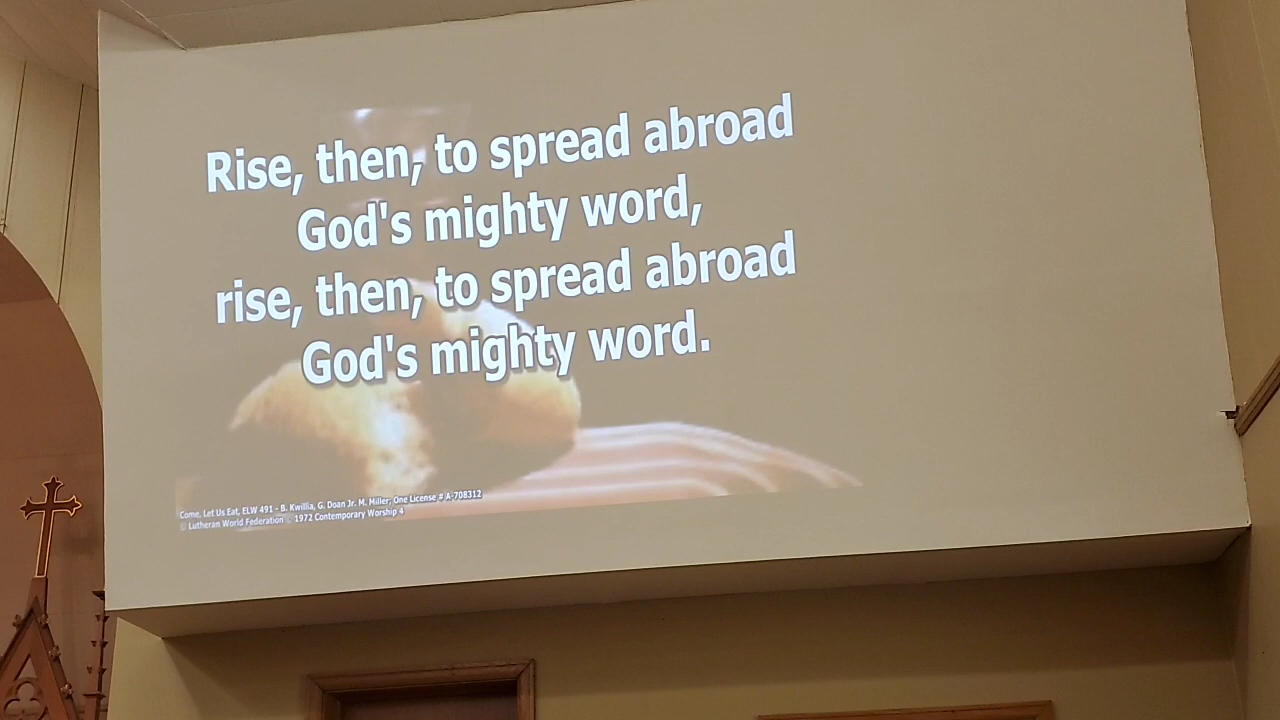 Rise, then, to spread abroad
God's mighty word,
rise, then, to spread abroad
God's mighty word.
Come, Let Us Eat, ELW 491 - B. Kwillia, G. Doan Jr. M. Miller; One License # A-708312
© Lutheran World Federation © 1972 Contemporary Worship 4